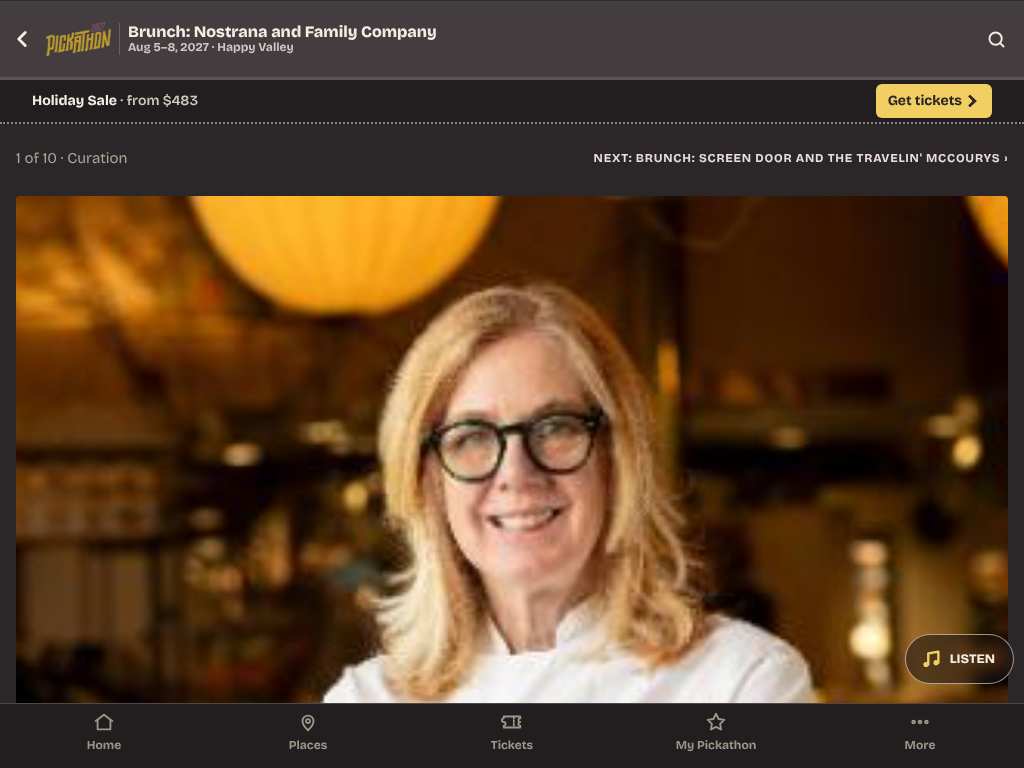 PICKATHON
Brunch: Nostrana and Family Company
Aug 5–8, 2027 · Happy Valley
Holiday Sale · from $483
Get tickets
1 of 10 · Curation
NEXT: BRUNCH: SCREEN DOOR AND THE TRAVELIN' MCCOURYS ›
LISTEN
Home
Places
Tickets
My Pickathon
More